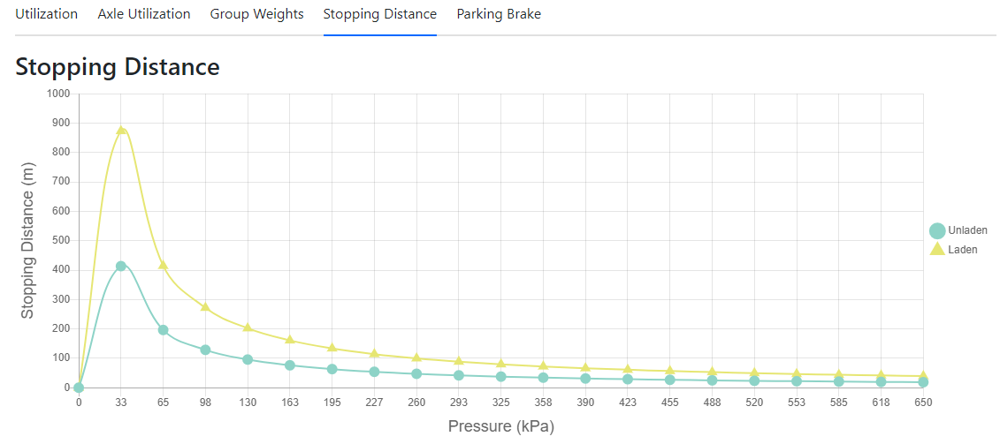 Utilization Axle Utilization Group Weights Stopping Distance Parking Brake
Stopping Distance
1000
900
800
700
600
500
400
300
200
100
0
Stopping Distance (m)
Unladen
Laden
0 33 65 98 130 163 195 227 260 293 325 358 390 423 455 488 520 553 585 618 650
Pressure (kPa)